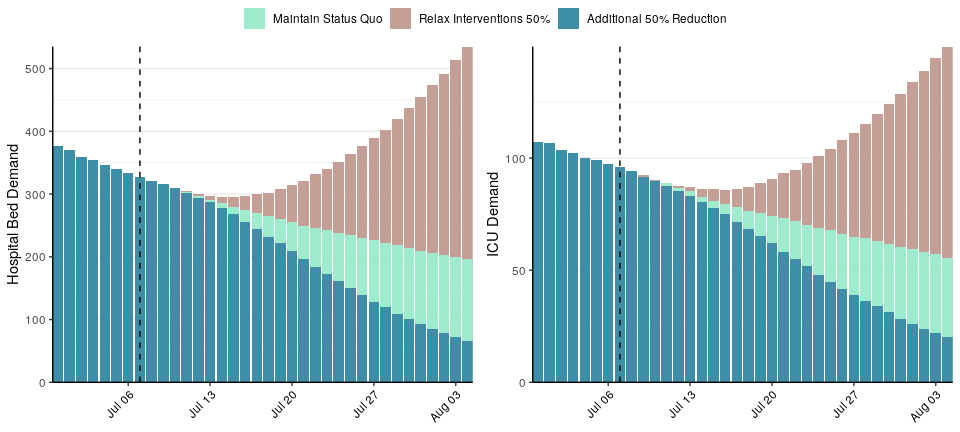 Maintain Status Quo Relax Interventions 50% Additional 50% Reduction
Hospital Bed Demand
500
400
300
200
100
0
Jul 06 Jul 13 Jul 20 Jul 27 Aug 03
ICU Demand
100
50
0
Jul 06 Jul 13 Jul 20 Jul 27 Aug 03